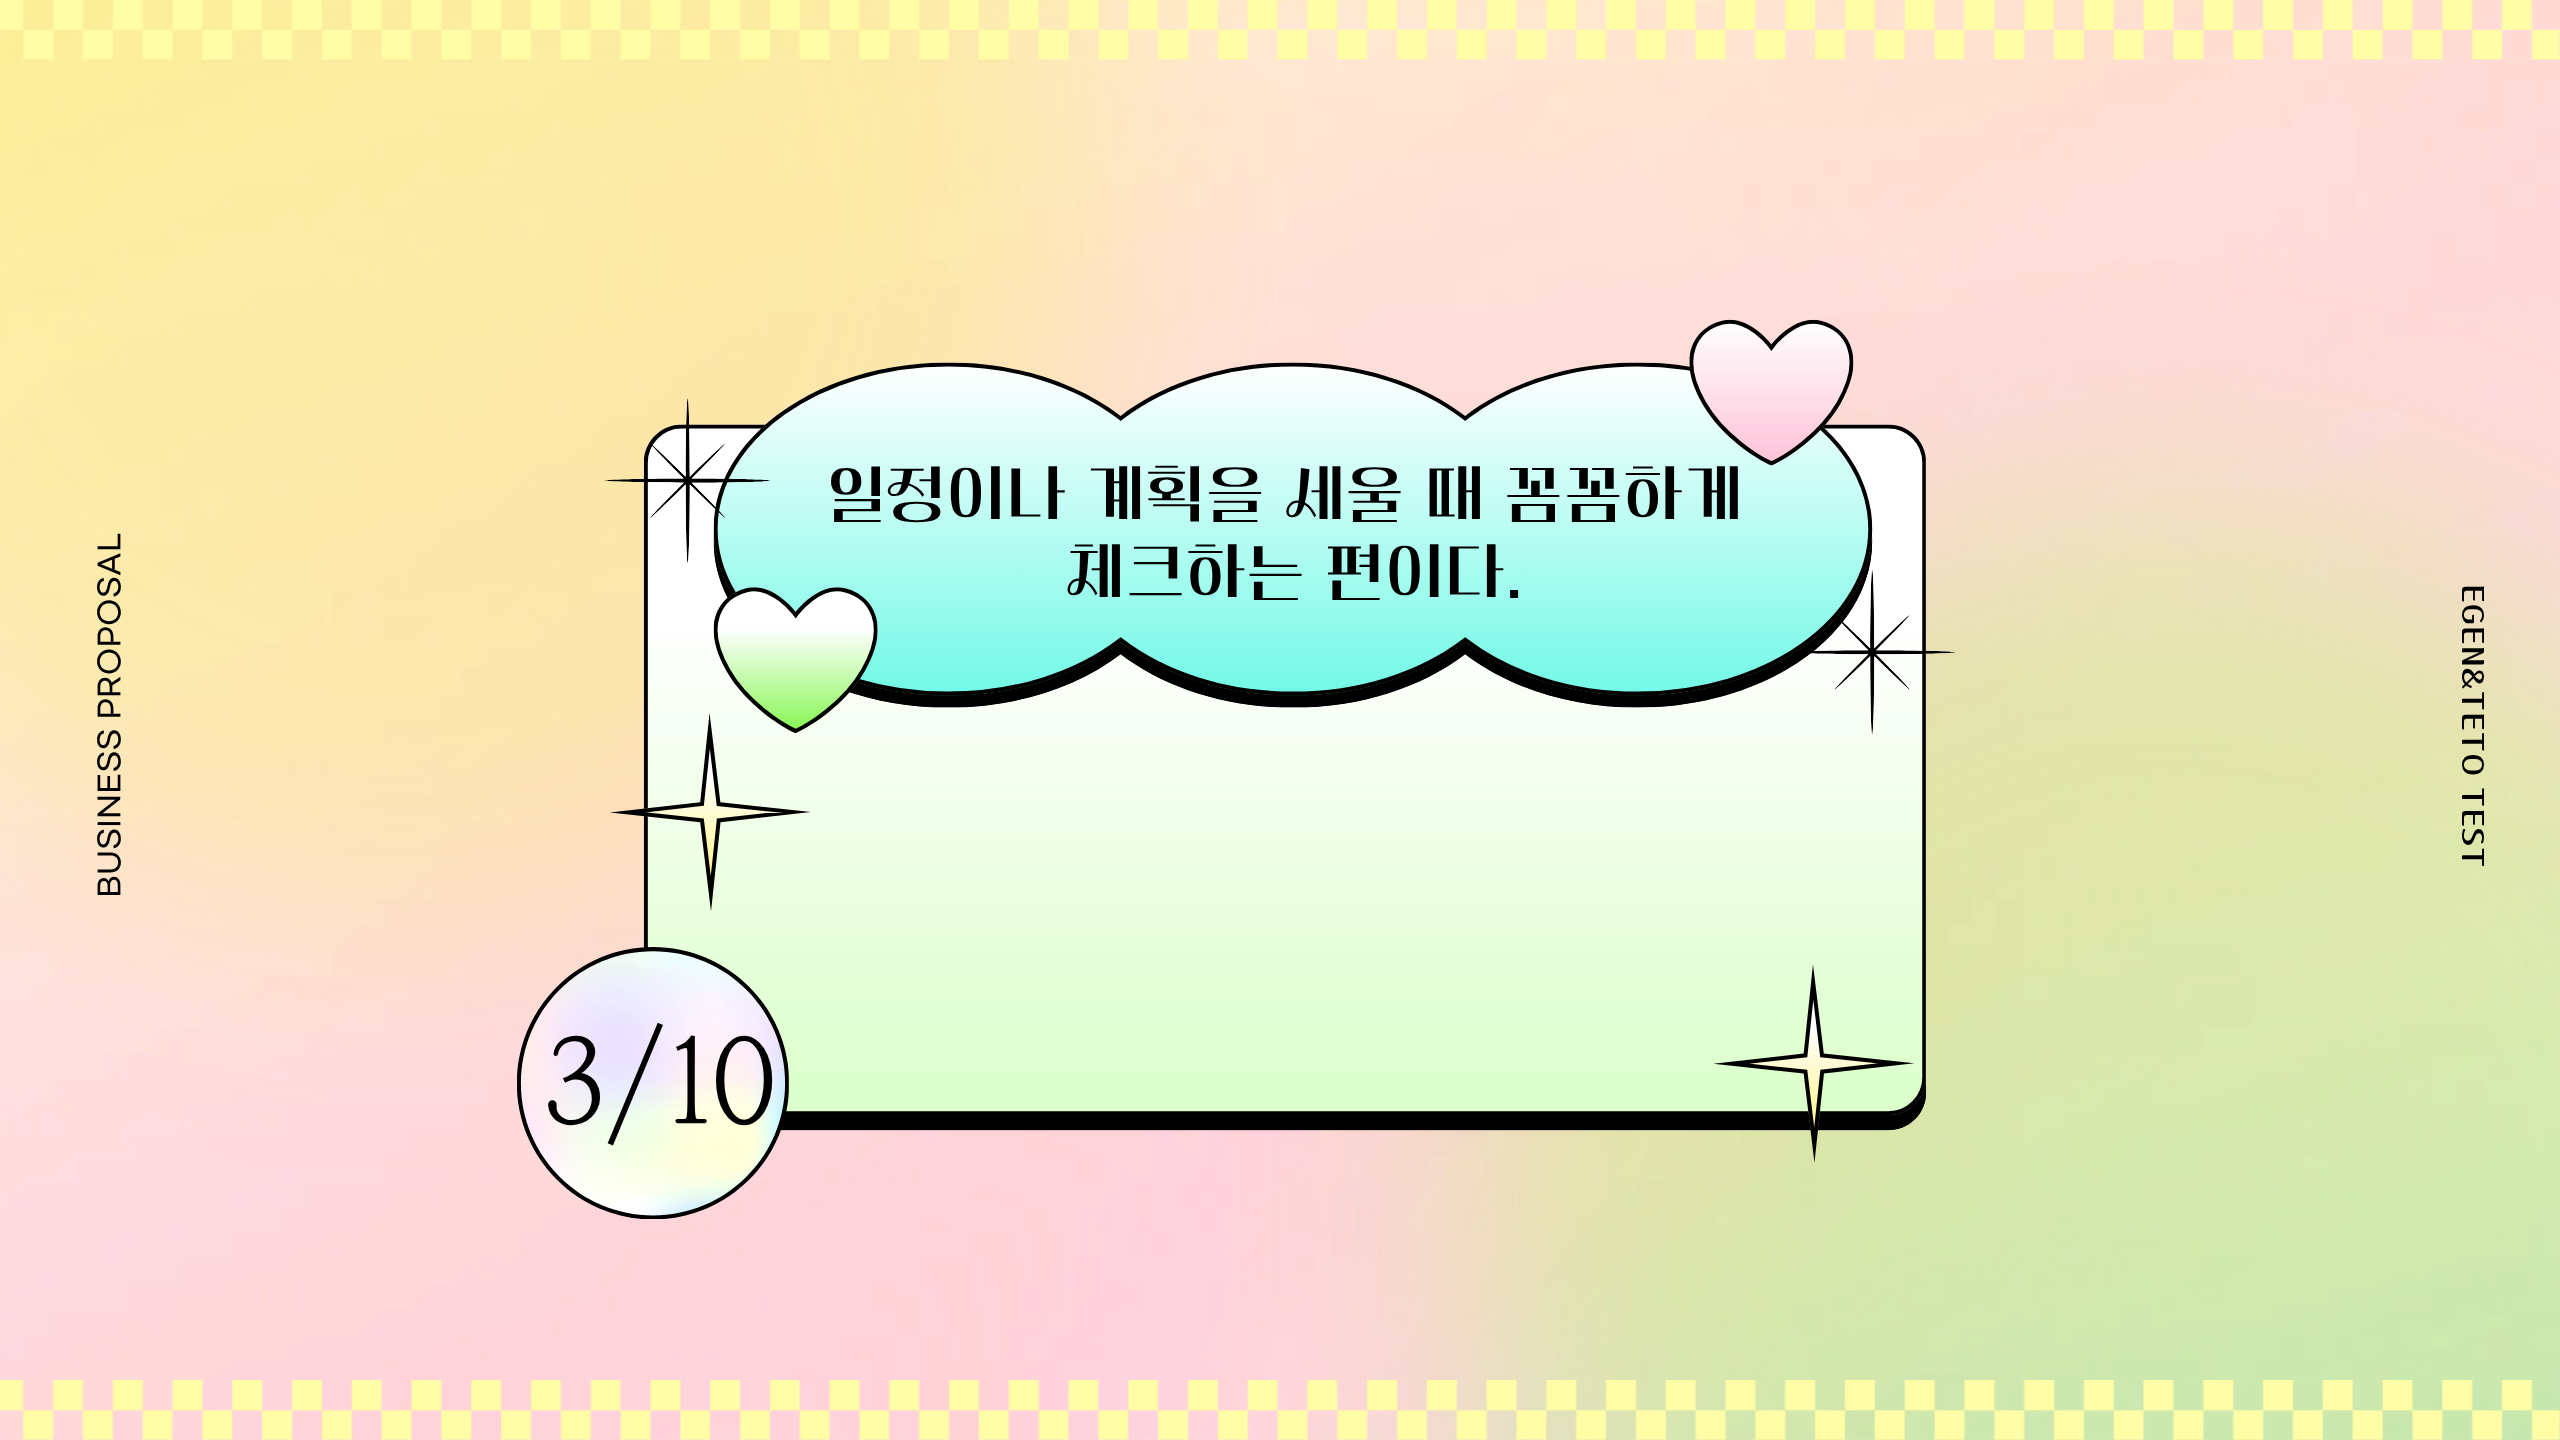 일정이나 계획을 세울 때 꼼꼼하게
체크하는 편이다.
BUSINESS PROPOSAL
EGEN&TETO TEST
3/10